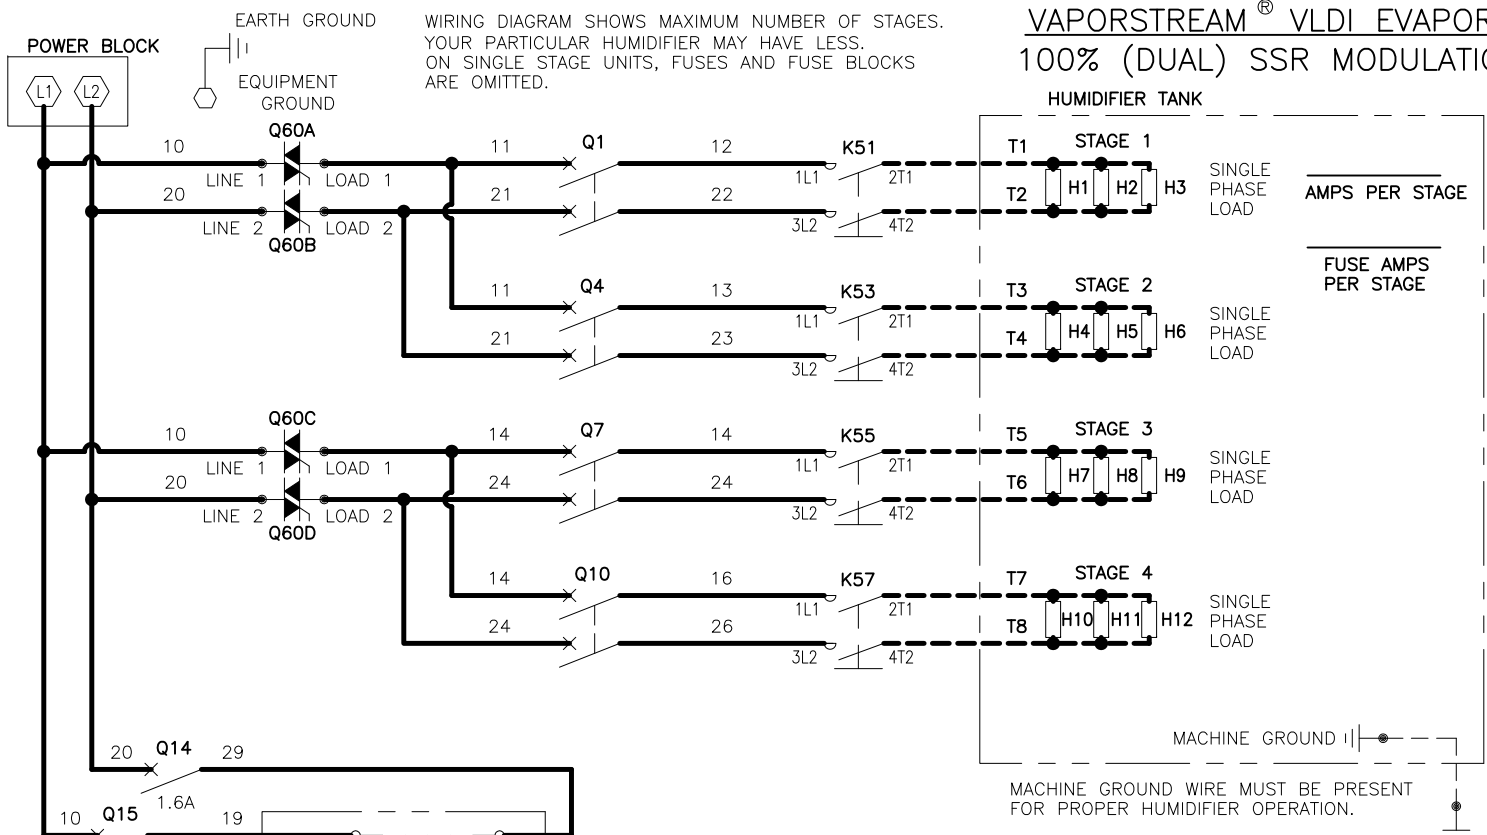 EARTH GROUND
WIRING DIAGRAM SHOWS MAXIMUM NUMBER OF STAGES.
YOUR PARTICULAR HUMIDIFIER MAY HAVE LESS.
ON SINGLE STAGE UNITS, FUSES AND FUSE BLOCKS
ARE OMITTED.
VAPORSTREAM ® VLDI EVAPOR
100% (DUAL) SSR MODULATIO
POWER BLOCK
L1 L2
EQUIPMENT
GROUND
HUMIDIFIER TANK
Q60A
10 11 Q1 12 K51 T1 STAGE 1
LINE 1 LOAD 1 1L1 2T1
SINGLE
PHASE
LOAD
H1 H2 H3
20 21 22 T2
LINE 2 LOAD 2 3L2 4T2
Q60B
AMPS PER STAGE
FUSE AMPS
PER STAGE
11 Q4 13 K53 T3 STAGE 2
1L1 2T1
SINGLE
PHASE
LOAD
H4 H5 H6
21 23 T4
3L2 4T2
Q60C
10 14 Q7 14 K55 T5 STAGE 3
LINE 1 LOAD 1 1L1 2T1
SINGLE
PHASE
LOAD
H7 H8 H9
20 24 24 T6
LINE 2 LOAD 2 3L2 4T2
Q60D
14 Q10 16 K57 T7 STAGE 4
1L1 2T1
SINGLE
PHASE
LOAD
H10 H11 H12
24 26 T8
3L2 4T2
MACHINE GROUND
20 Q14 29
1.6A
MACHINE GROUND WIRE MUST BE PRESENT
FOR PROPER HUMIDIFIER OPERATION.
10 Q15 19